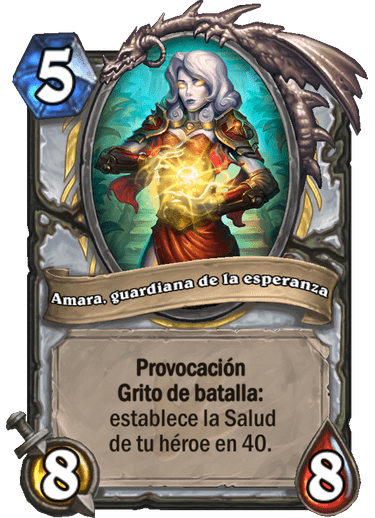 5
Amara, guardiana de la esperanza
Provocación
Grito de batalla:
establece la Salud
de tu héroe en 40.
8
8